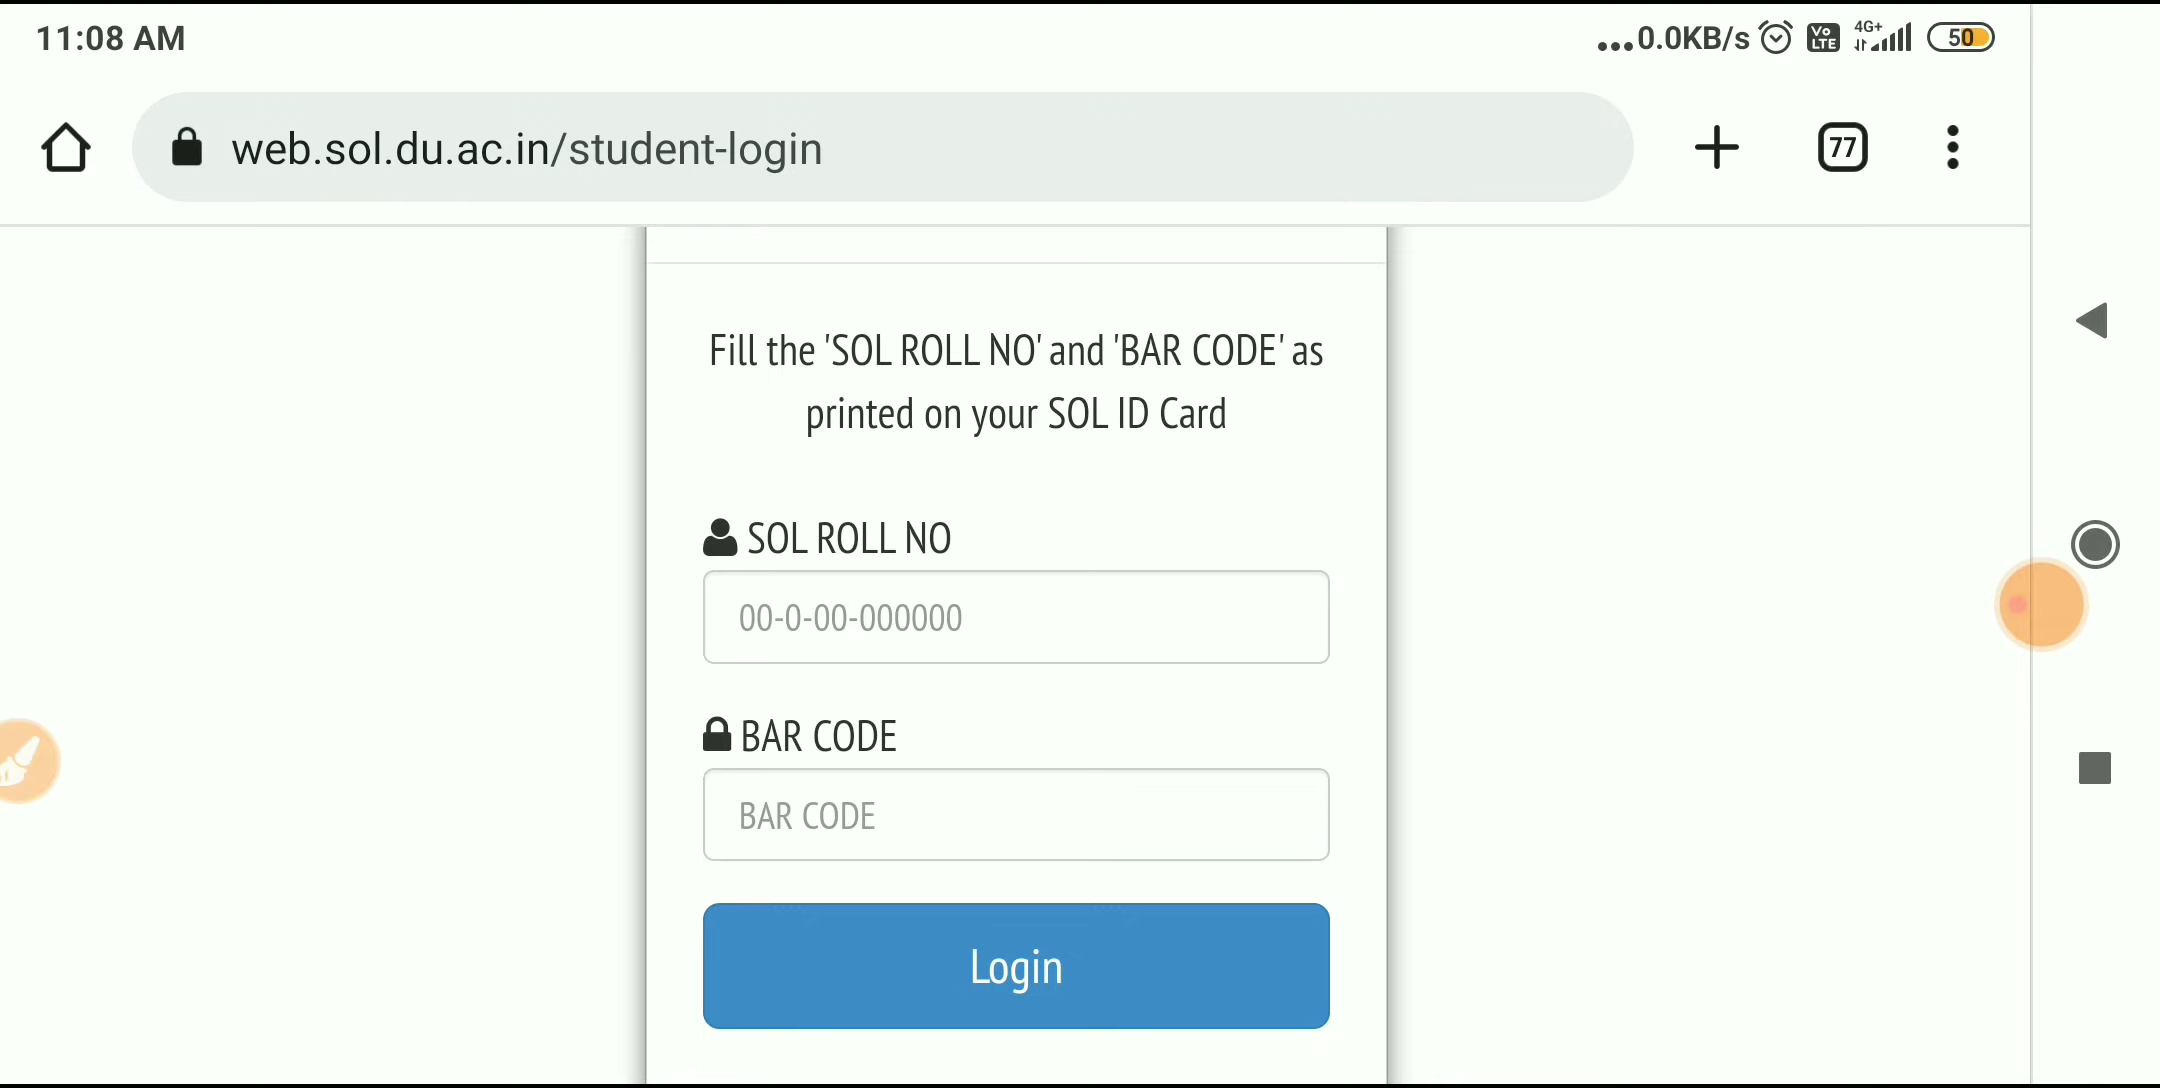 11:08 AM
...0.0KB/s Vo LTE 4G+ 50
web.sol.du.ac.in/student-login
77
Fill the 'SOL ROLL NO' and 'BAR CODE' as
printed on your SOL ID Card
SOL ROLL NO
00-0-00-000000
BAR CODE
BAR CODE
Login